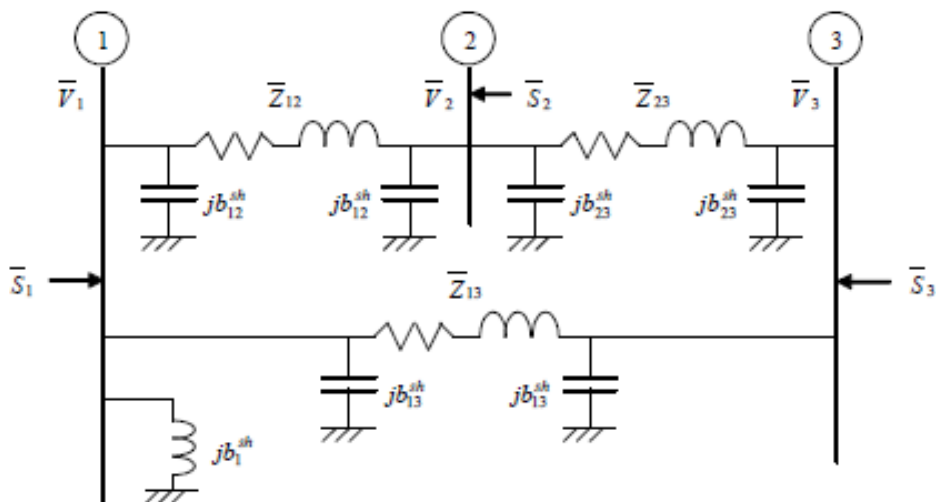 1 2 3
V̅₁ Z̅₁₂ V̅₂ S̅₂ Z̅₂₃ V̅₃
jb₁₂ˢʰ jb₁₂ˢʰ jb₂₃ˢʰ jb₂₃ˢʰ
S̅₁ Z̅₁₃ S̅₃
jb₁₃ˢʰ jb₁₃ˢʰ
jb₁ˢʰ